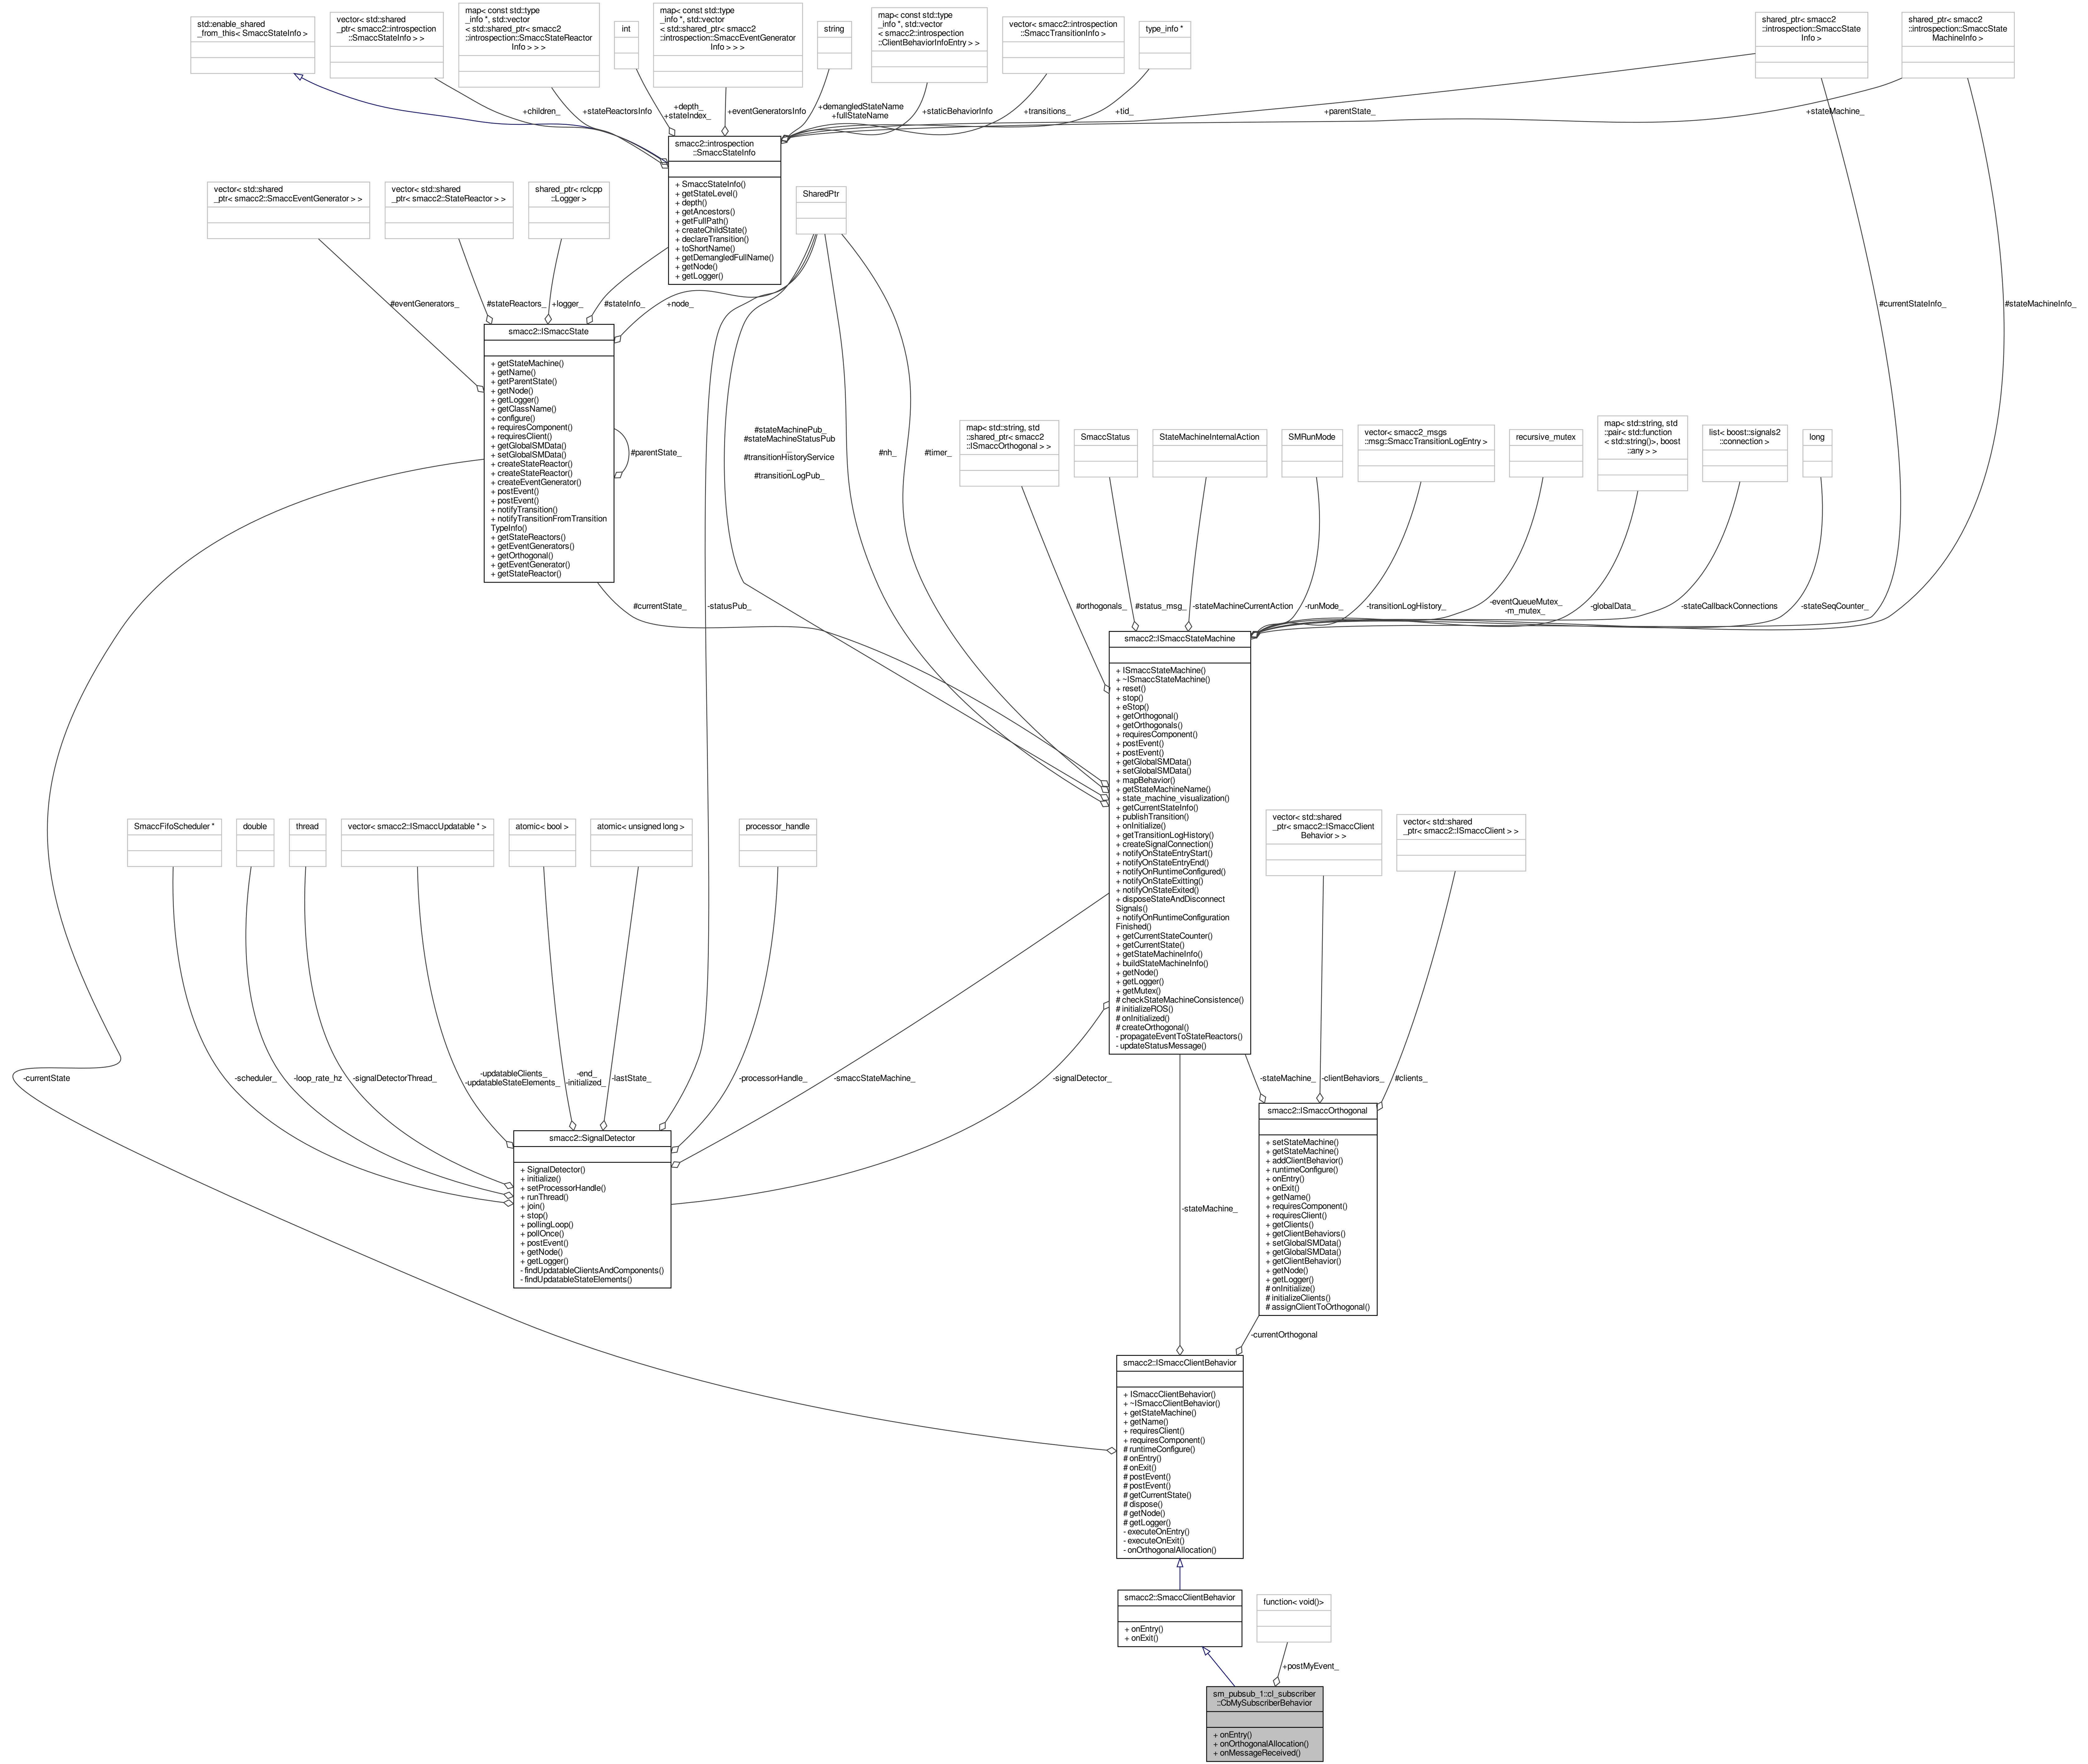 std::enable_shared
_from_this< SmaccStateInfo >
vector< std::shared
_ptr< smacc2::introspection
::SmaccStateInfo > >
map< const std::type
_info *, std::vector
< std::shared_ptr< smacc2
::introspection::SmaccStateReactor
Info > > >
int
map< const std::type
_info *, std::vector
< std::shared_ptr< smacc2
::introspection::SmaccEventGenerator
Info > > >
string
map< const std::type
_info *, std::vector
< smacc2::introspection
::ClientBehaviorInfoEntry > >
vector< smacc2::introspection
::SmaccTransitionInfo >
type_info *
shared_ptr< smacc2
::introspection::SmaccState
Info >
shared_ptr< smacc2
::introspection::SmaccState
MachineInfo >
+children_
+stateReactorsInfo
+depth_
+stateIndex_
+eventGeneratorsInfo
+demangledStateName
+fullStateName
+staticBehaviorInfo
+transitions_
+tid_
+parentState_
+stateMachine_
smacc2::introspection
::SmaccStateInfo
+ SmaccStateInfo()
+ getStateLevel()
+ depth()
+ getAncestors()
+ getFullPath()
+ createChildState()
+ declareTransition()
+ toShortName()
+ getDemangledFullName()
+ getNode()
+ getLogger()
vector< std::shared
_ptr< smacc2::SmaccEventGenerator > >
vector< std::shared
_ptr< smacc2::StateReactor > >
shared_ptr< rclcpp
::Logger >
SharedPtr
#eventGenerators_
#stateReactors_
+logger_
#stateInfo_
+node_
#currentStateInfo_
#stateMachineInfo_
smacc2::ISmaccState
+ getStateMachine()
+ getName()
+ getParentState()
+ getNode()
+ getLogger()
+ getClassName()
+ configure()
+ requiresComponent()
+ requiresClient()
+ getGlobalSMData()
+ setGlobalSMData()
+ createStateReactor()
+ createStateReactor()
+ createEventGenerator()
+ postEvent()
+ postEvent()
+ notifyTransition()
+ notifyTransitionFromTransition
TypeInfo()
+ getStateReactors()
+ getEventGenerators()
+ getOrthogonal()
+ getEventGenerator()
+ getStateReactor()
#parentState_
#stateMachinePub_
#stateMachineStatusPub
_
#transitionHistoryService
_
#transitionLogPub_
#nh_
#timer_
map< std::string, std
::shared_ptr< smacc2
::ISmaccOrthogonal > >
SmaccStatus
StateMachineInternalAction
SMRunMode
vector< smacc2_msgs
::msg::SmaccTransitionLogEntry >
recursive_mutex
map< std::string, std
::pair< std::function
< std::string()>, boost
::any > >
list< boost::signals2
::connection >
long
#currentState_
-statusPub_
#orthogonals_
#status_msg_
-stateMachineCurrentAction
-runMode_
-transitionLogHistory_
-eventQueueMutex_
-m_mutex_
-globalData_
-stateCallbackConnections
-stateSeqCounter_
smacc2::ISmaccStateMachine
+ ISmaccStateMachine()
+ ~ISmaccStateMachine()
+ reset()
+ stop()
+ eStop()
+ getOrthogonal()
+ getOrthogonals()
+ requiresComponent()
+ postEvent()
+ postEvent()
+ getGlobalSMData()
+ setGlobalSMData()
+ mapBehavior()
+ getStateMachineName()
+ state_machine_visualization()
+ getCurrentStateInfo()
+ publishTransition()
+ onInitialize()
+ getTransitionLogHistory()
+ createSignalConnection()
+ notifyOnStateEntryStart()
+ notifyOnStateEntryEnd()
+ notifyOnRuntimeConfigured()
+ notifyOnStateExitting()
+ notifyOnStateExited()
+ disposeStateAndDisconnect
Signals()
+ notifyOnRuntimeConfiguration
Finished()
+ getCurrentStateCounter()
+ getCurrentState()
+ getStateMachineInfo()
+ buildStateMachineInfo()
+ getNode()
+ getLogger()
+ getMutex()
# checkStateMachineConsistence()
# initializeROS()
# onInitialized()
# createOrthogonal()
- propagateEventToStateReactors()
- updateStatusMessage()
SmaccFifoScheduler *
double
thread
vector< smacc2::ISmaccUpdatable * >
atomic< bool >
atomic< unsigned long >
processor_handle
vector< std::shared
_ptr< smacc2::ISmaccClient
Behavior > >
vector< std::shared
_ptr< smacc2::ISmaccClient > >
-currentState
-scheduler_
-loop_rate_hz
-signalDetectorThread_
-updatableClients_
-updatableStateElements_
-end_
-initialized_
-lastState_
-processorHandle_
-smaccStateMachine_
-signalDetector_
-stateMachine_
-clientBehaviors_
#clients_
smacc2::SignalDetector
+ SignalDetector()
+ initialize()
+ setProcessorHandle()
+ runThread()
+ join()
+ stop()
+ pollingLoop()
+ pollOnce()
+ postEvent()
+ getNode()
+ getLogger()
- findUpdatableClientsAndComponents()
- findUpdatableStateElements()
smacc2::ISmaccOrthogonal
+ setStateMachine()
+ getStateMachine()
+ addClientBehavior()
+ runtimeConfigure()
+ onEntry()
+ onExit()
+ getName()
+ requiresComponent()
+ requiresClient()
+ getClients()
+ getClientBehaviors()
+ setGlobalSMData()
+ getGlobalSMData()
+ getClientBehavior()
+ getNode()
+ getLogger()
# onInitialize()
# initializeClients()
# assignClientToOrthogonal()
-stateMachine_
-currentOrthogonal
smacc2::ISmaccClientBehavior
+ ISmaccClientBehavior()
+ ~ISmaccClientBehavior()
+ getStateMachine()
+ getName()
+ requiresClient()
+ requiresComponent()
# runtimeConfigure()
# onEntry()
# onExit()
# postEvent()
# postEvent()
# getCurrentState()
# dispose()
# getNode()
# getLogger()
- executeOnEntry()
- executeOnExit()
- onOrthogonalAllocation()
smacc2::SmaccClientBehavior
+ onEntry()
+ onExit()
function< void()>
+postMyEvent_
sm_pubsub_1::cl_subscriber
::CbMySubscriberBehavior
+ onEntry()
+ onOrthogonalAllocation()
+ onMessageReceived()